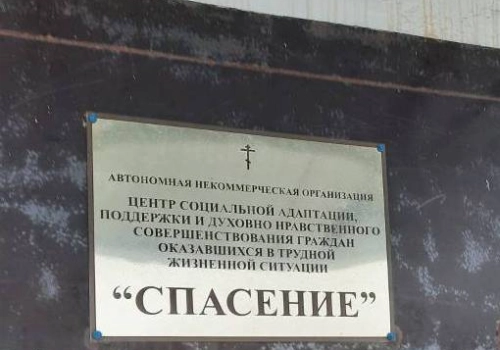 АВТОНОМНАЯ НЕКОММЕРЧЕСКАЯ ОРГАНИЗАЦИЯ
ЦЕНТР СОЦИАЛЬНОЙ АДАПТАЦИИ,
ПОДДЕРЖКИ И ДУХОВНО НРАВСТВЕННОГО
СОВЕРШЕНСТВОВАНИЯ ГРАЖДАН
ОКАЗАВШИХСЯ В ТРУДНОЙ
ЖИЗНЕННОЙ СИТУАЦИИ
“СПАСЕНИЕ”